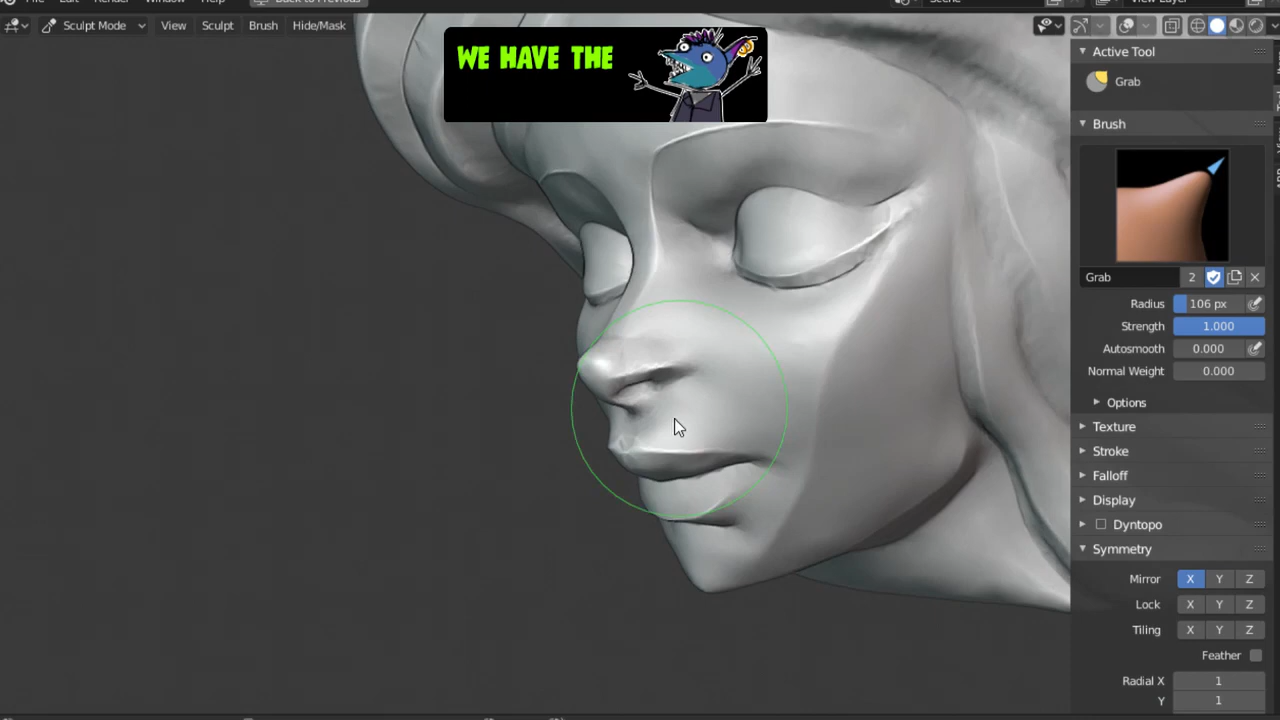 File Edit Render Window Help Back to Previous Scene
Sculpt Mode View Sculpt Brush Hide/Mask
WE HAVE THE
Active Tool
Grab
Brush
Grab 2
Radius 106 px
Strength 1.000
Autosmooth 0.000
Normal Weight 0.000
Options
Texture
Stroke
Falloff
Display
Dyntopo
Symmetry
Mirror X Y Z
Lock X Y Z
Tiling X Y Z
Feather
Radial X 1
Y 1